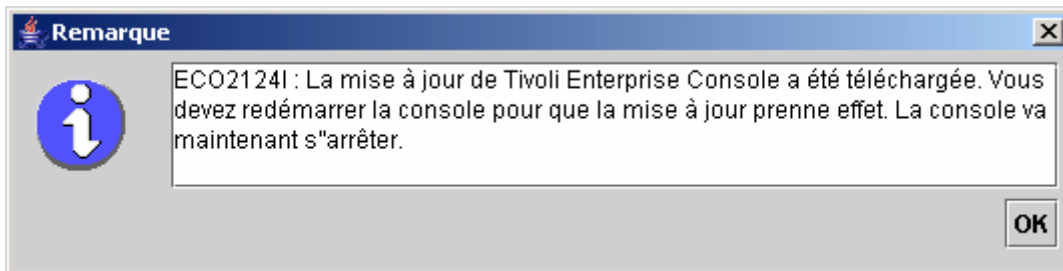 Remarque
ECO2124I : La mise à jour de Tivoli Enterprise Console a été téléchargée. Vous
devez redémarrer la console pour que la mise à jour prenne effet. La console va
maintenant s"arrêter.
OK